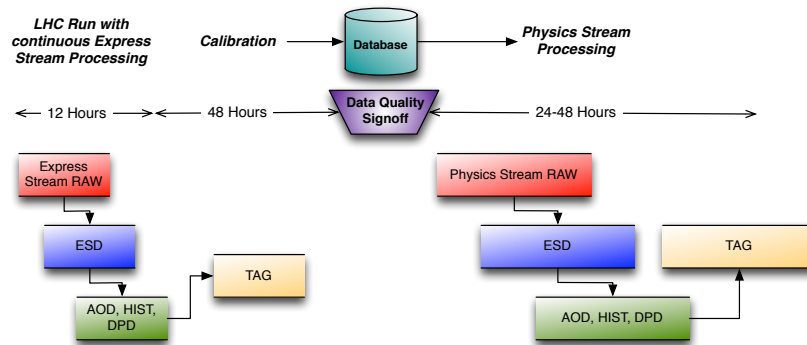 LHC Run with
continuous Express
Stream Processing
Calibration
Database
Physics Stream
Processing
12 Hours
48 Hours
Data Quality
Signoff
24-48 Hours
Express
Stream RAW
Physics Stream RAW
ESD
ESD
TAG
TAG
AOD, HIST,
DPD
AOD, HIST, DPD